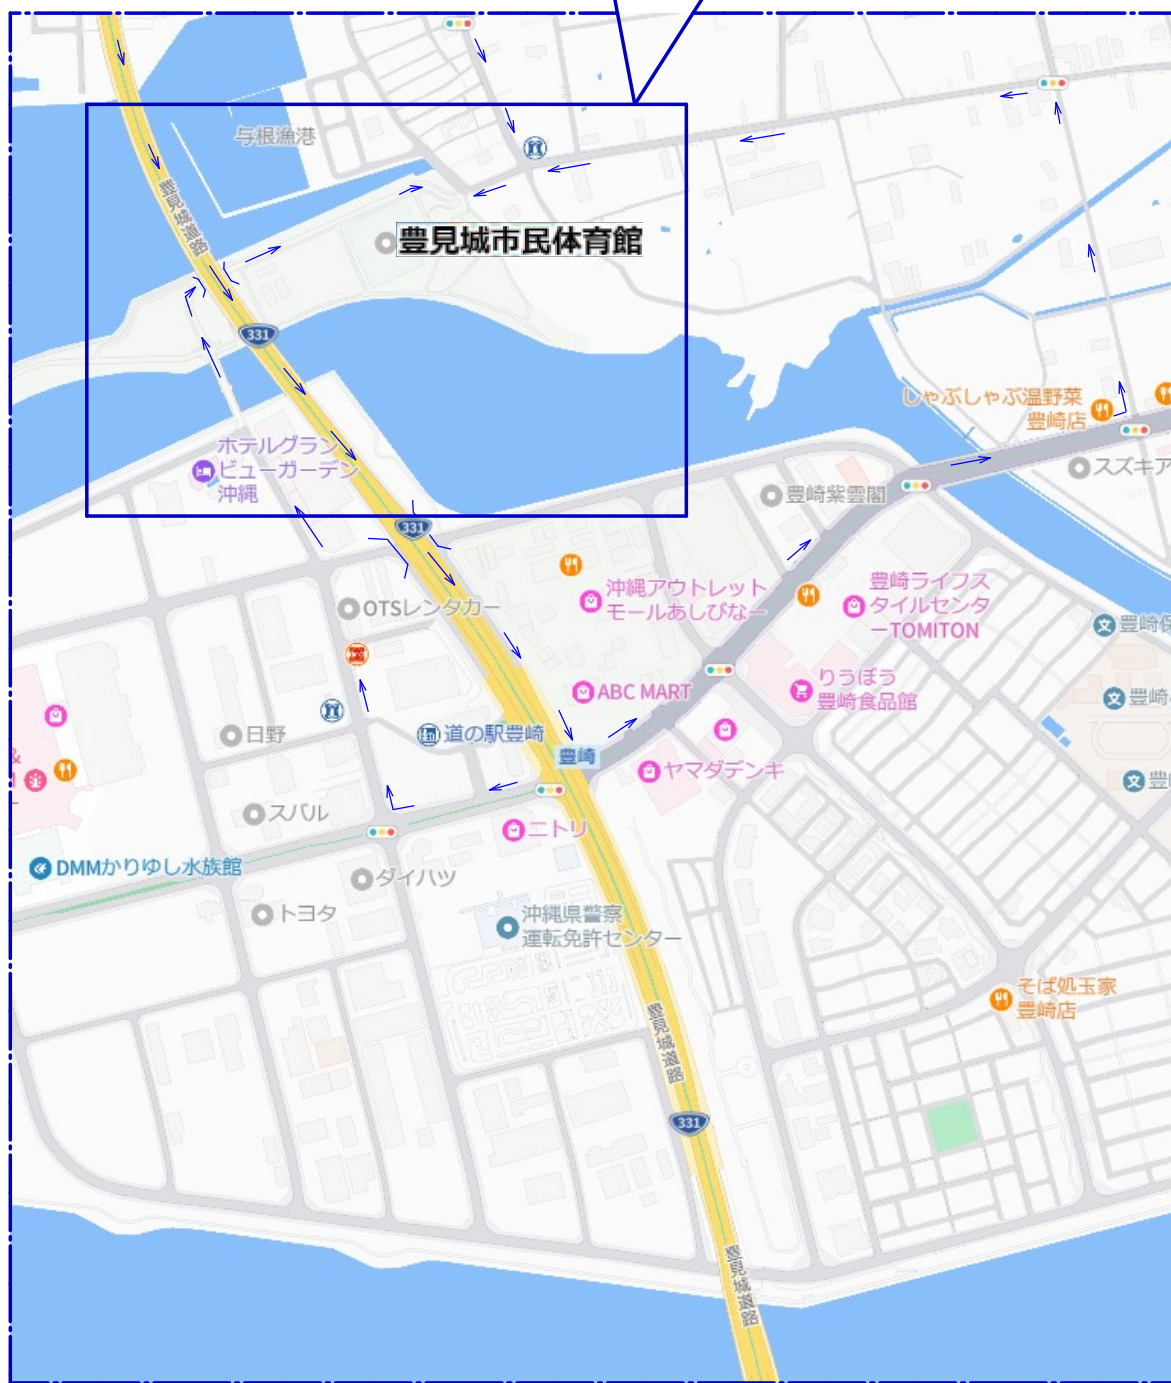 与根漁港
豊見城道路
豊見城市民体育館
331
しゃぶしゃぶ温野菜
豊崎店
ホテルグラン
ビューガーデン
沖縄
スズキア
豊崎紫雲閣
331
沖縄アウトレット
モールあしびなー
豊崎ライフス
タイルセンタ
ーTOMITON
OTSレンタカー
豊崎保
ABC MART
りうぼう
豊崎食品館
豊崎小
日野
道の駅豊崎
豊崎
ヤマダデンキ
&
豊
スバル
ニトリ
DMMかりゆし水族館
ダイハツ
トヨタ
沖縄県警察
運転免許センター
そば処玉家
豊崎店
豊見城道路
331
豊見城道路